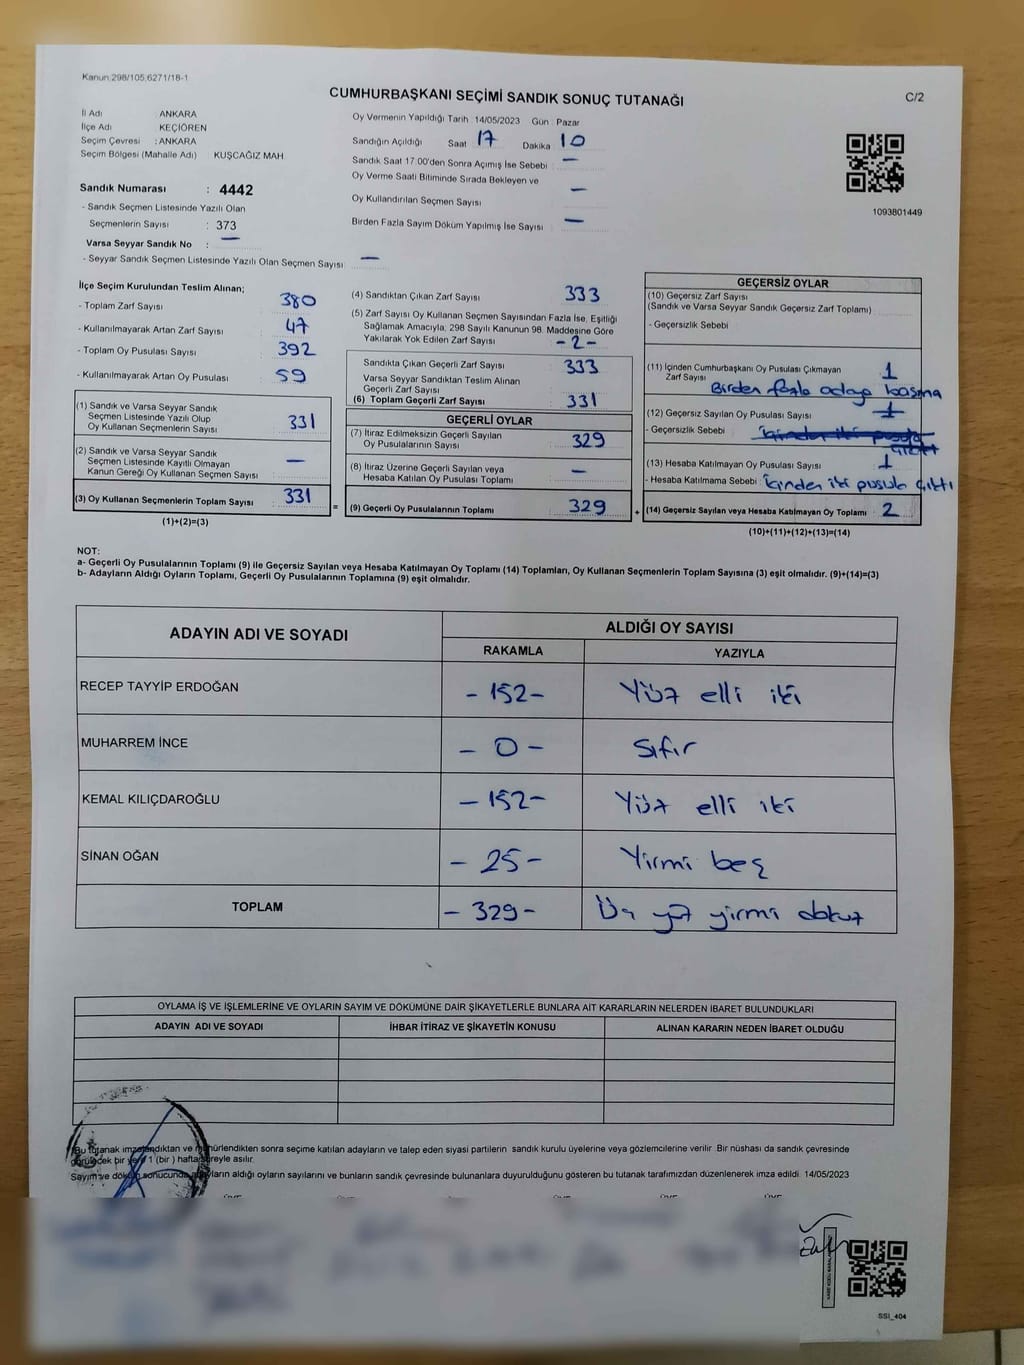 Kanun:298/105,6271/18-1
CUMHURBAŞKANI SEÇİMİ SANDIK SONUÇ TUTANAĞI
C/2
İl Adı ANKARA
İlçe Adı KEÇİÖREN
Seçim Çevresi : ANKARA
Seçim Bölgesi (Mahalle Adı) KUŞCAĞIZ MAH
Sandık Numarası : 4442
- Sandık Seçmen Listesinde Yazılı Olan
Seçmenlerin Sayısı : 373
Varsa Seyyar Sandık No : —
- Seyyar Sandık Seçmen Listesinde Yazılı Olan Seçmen Sayısı: —
Oy Vermenin Yapıldığı Tarih : 14/05/2023 Gün : Pazar
Sandığın Açıldığı Saat 17 Dakika 10
Sandık Saat 17:00'den Sonra Açımış İse Sebebi : —
Oy Verme Saati Bitiminde Sırada Bekleyen ve
Oy Kullandırılan Seçmen Sayısı —
Birden Fazla Sayım Döküm Yapılmış İse Sayısı : —
1093801449
İlçe Seçim Kurulundan Teslim Alınan;
- Toplam Zarf Sayısı : 380
- Kullanılmayarak Artan Zarf Sayısı : 47
- Toplam Oy Pusulası Sayısı : 392
- Kullanılmayarak Artan Oy Pusulası : 59
(1) Sandık ve Varsa Seyyar Sandık
Seçmen Listesinde Yazılı Olup
Oy Kullanan Seçmenlerin Sayısı : 331
(2) Sandık ve Varsa Seyyar Sandık
Seçmen Listesinde Kayıtlı Olmayan
Kanun Gereği Oy Kullanan Seçmen Sayısı : —
(3) Oy Kullanan Seçmenlerin Toplam Sayısı : 331
(1)+(2)=(3)
=
(4) Sandıktan Çıkan Zarf Sayısı : 333
(5) Zarf Sayısı Oy Kullanan Seçmen Sayısından Fazla İse, Eşitliği
Sağlamak Amacıyla; 298 Sayılı Kanunun 98. Maddesine Göre
Yakılarak Yok Edilen Zarf Sayısı : -2-
Sandıkta Çıkan Geçerli Zarf Sayısı : 333
Varsa Seyyar Sandıktan Teslim Alınan
Geçerli Zarf Sayısı
(6) Toplam Geçerli Zarf Sayısı : 331
GEÇERLİ OYLAR
(7) İtiraz Edilmeksizin Geçerli Sayılan
Oy Pusulalarının Sayısı : 329
(8) İtiraz Üzerine Geçerli Sayılan veya
Hesaba Katılan Oy Pusulası Toplamı : —
(9) Geçerli Oy Pusulalarının Toplamı : 329
+
GEÇERSİZ OYLAR
(10) Geçersiz Zarf Sayısı
(Sandık ve Varsa Seyyar Sandık Geçersiz Zarf Toplamı) :
- Geçersizlik Sebebi :
(11) İçinden Cumhurbaşkanı Oy Pusulası Çıkmayan
Zarf Sayısı : 1
Birden fazla adaya basma
(12) Geçersiz Sayılan Oy Pusulası Sayısı : 1
- Geçersizlik Sebebi : içinden iki pusula
çıktı
(13) Hesaba Katılmayan Oy Pusulası Sayısı : 1
- Hesaba Katılmama Sebebi : içinden iki pusula çıktı
(14) Geçersiz Sayılan veya Hesaba Katılmayan Oy Toplamı : 2
(10)+(11)+(12)+(13)=(14)
NOT:
a- Geçerli Oy Pusulalarının Toplamı (9) ile Geçersiz Sayılan veya Hesaba Katılmayan Oy Toplamı (14) Toplamları, Oy Kullanan Seçmenlerin Toplam Sayısına (3) eşit olmalıdır. (9)+(14)=(3)
b- Adayların Aldığı Oyların Toplamı, Geçerli Oy Pusulalarının Toplamına (9) eşit olmalıdır.
ADAYIN ADI VE SOYADI
ALDIĞI OY SAYISI
RAKAMLA YAZIYLA
RECEP TAYYİP ERDOĞAN -152- Yüz elli iki
MUHARREM İNCE - 0 - Sıfır
KEMAL KILIÇDAROĞLU -152- Yüz elli iki
SİNAN OĞAN - 25 - Yirmi beş
TOPLAM - 329 - Üç yüz yirmi dokuz
OYLAMA İŞ VE İŞLEMLERİNE VE OYLARIN SAYIM VE DÖKÜMÜNE DAİR ŞİKAYETLERLE BUNLARA AİT KARARLARIN NELERDEN İBARET BULUNDUKLARI
ADAYIN ADI VE SOYADI İHBAR İTİRAZ VE ŞİKAYETİN KONUSU ALINAN KARARIN NEDEN İBARET OLDUĞU
Bu tutanak imzalandıktan ve mühürlendikten sonra seçime katılan adayların ve talep eden siyasi partilerin sandık kurulu üyelerine veya gözlemcilerine verilir. Bir nüshası da sandık çevresinde
görülecek bir yere 1 (bir ) hafta süreyle asılır.
Sayım ve döküm sonucunda adayların aldığı oyların sayılarını ve bunların sandık çevresinde bulunanlara duyurulduğunu gösteren bu tutanak tarafımızdan düzenlenerek imza edildi. 14/05/2023
SSI_404